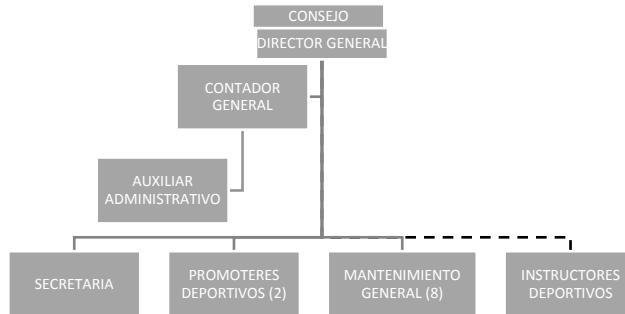 CONSEJO
DIRECTOR GENERAL
CONTADOR
GENERAL
AUXILIAR
ADMINISTRATIVO
SECRETARIA
PROMOTERES
DEPORTIVOS (2)
MANTENIMIENTO
GENERAL (8)
INSTRUCTORES
DEPORTIVOS